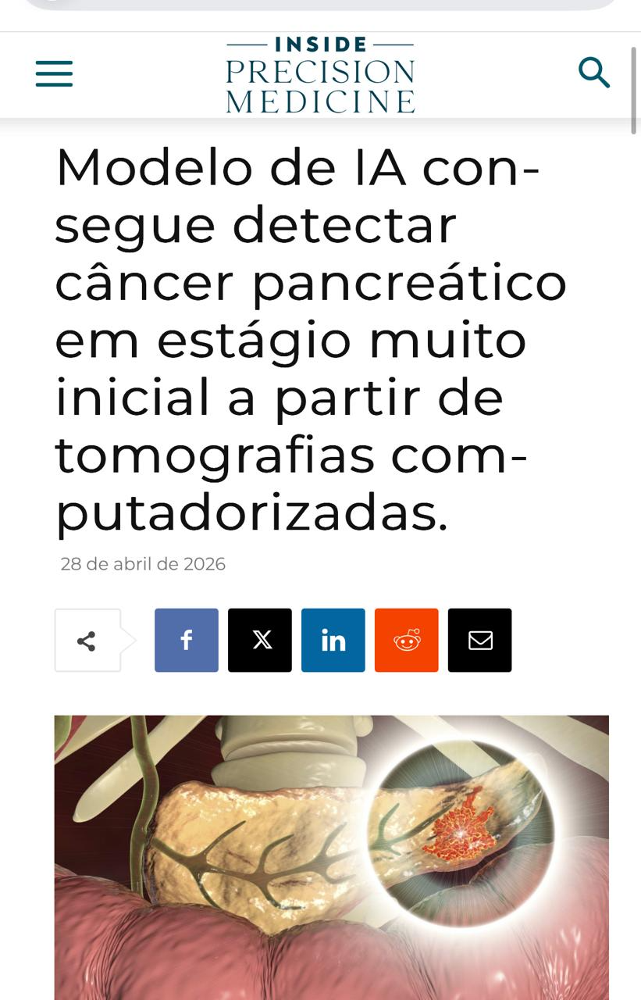 INSIDE
PRECISION
MEDICINE
Modelo de IA con-
segue detectar
câncer pancreático
em estágio muito
inicial a partir de
tomografias com-
putadorizadas.
28 de abril de 2026
f X in